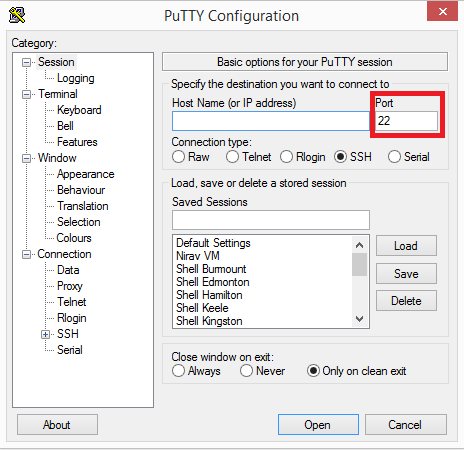 PuTTY Configuration
Category:
Session
Logging
Terminal
Keyboard
Bell
Features
Window
Appearance
Behaviour
Translation
Selection
Colours
Connection
Data
Proxy
Telnet
Rlogin
SSH
Serial
Basic options for your PuTTY session
Specify the destination you want to connect to
Host Name (or IP address) Port
22
Connection type:
Raw Telnet Rlogin SSH Serial
Load, save or delete a stored session
Saved Sessions
Default Settings
Nirav VM
Shell Burmount
Shell Edmonton
Shell Hamilton
Shell Keele
Shell Kingston
Load
Save
Delete
Close window on exit:
Always Never Only on clean exit
About Open Cancel